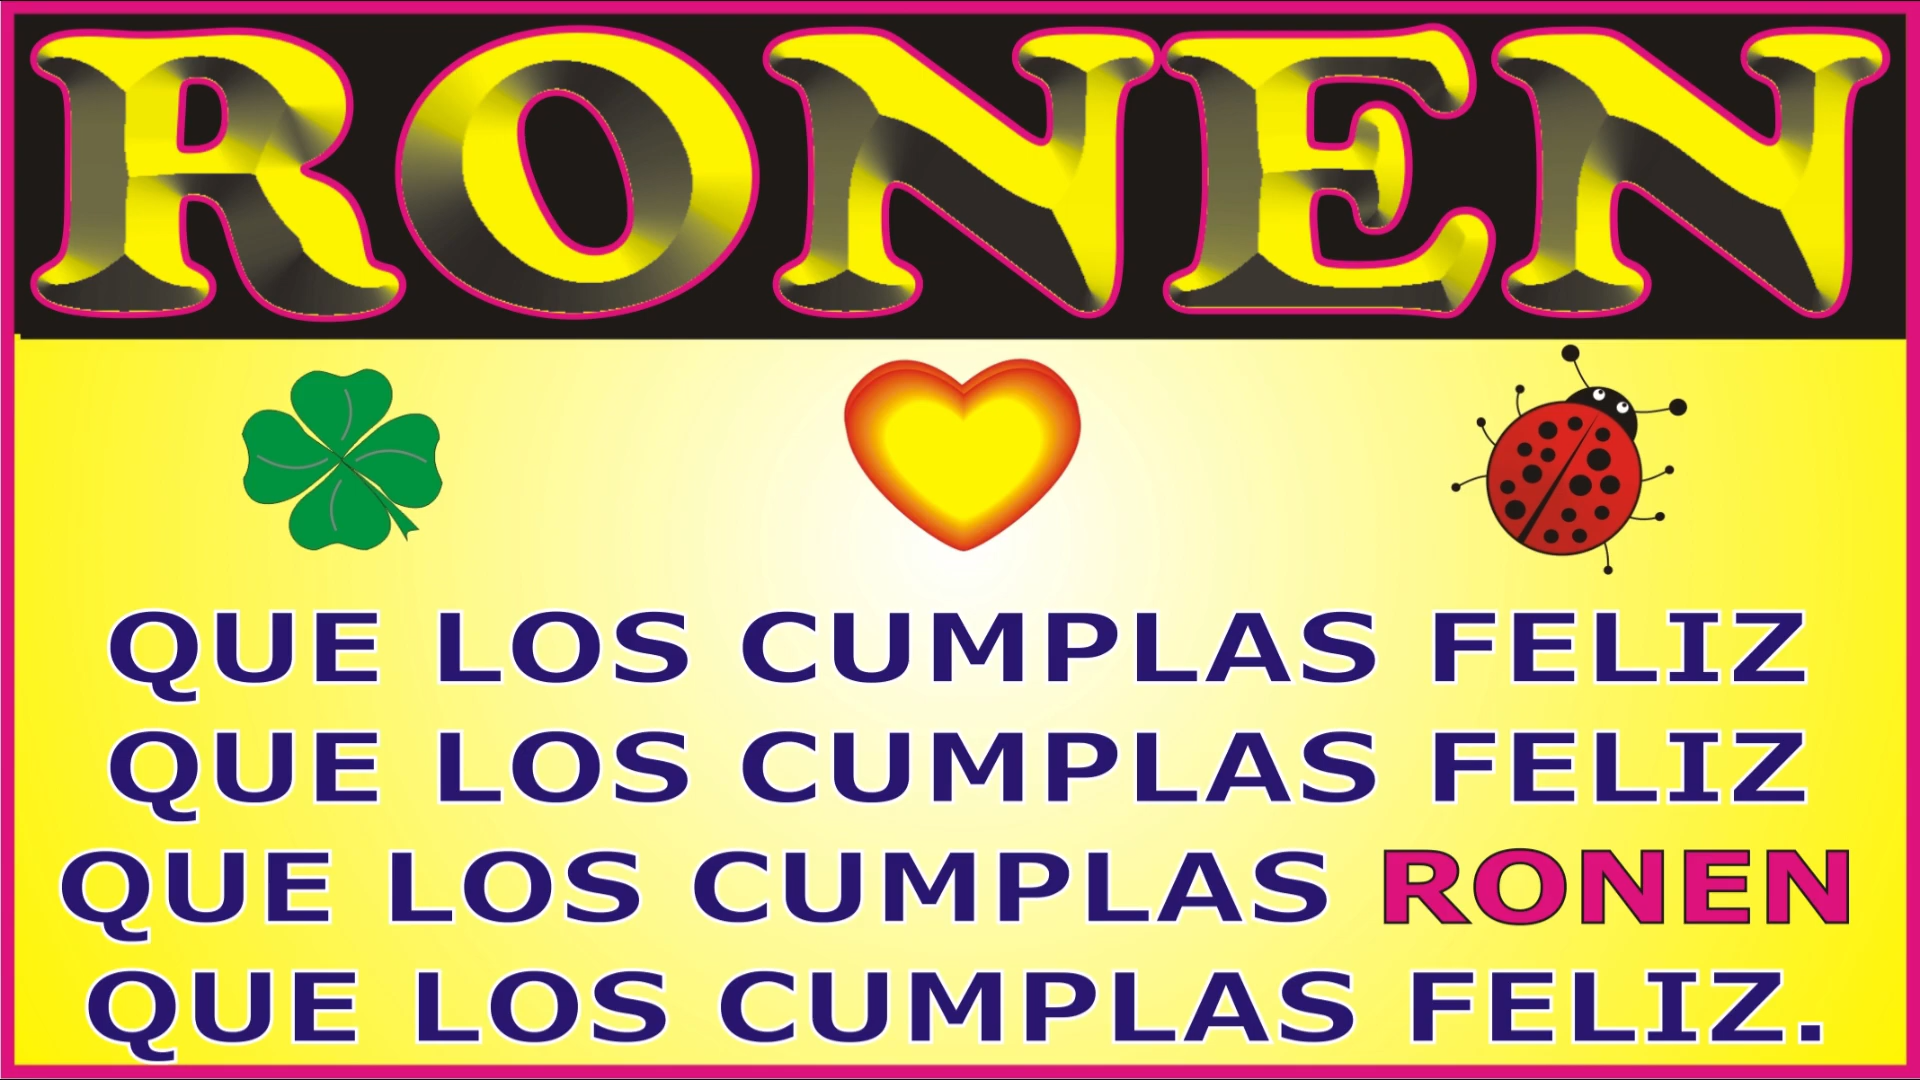 RONEN
QUE LOS CUMPLAS FELIZ
QUE LOS CUMPLAS FELIZ
QUE LOS CUMPLAS RONEN
QUE LOS CUMPLAS FELIZ.